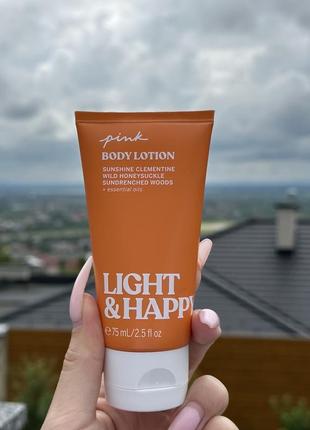 pink
BODY LOTION
SUNSHINE CLEMENTINE
WILD HONEYSUCKLE
SUNDRENCHED WOODS
+ essential oils
LIGHT
& HAPPY
℮ 75 mL/2.5 fl oz